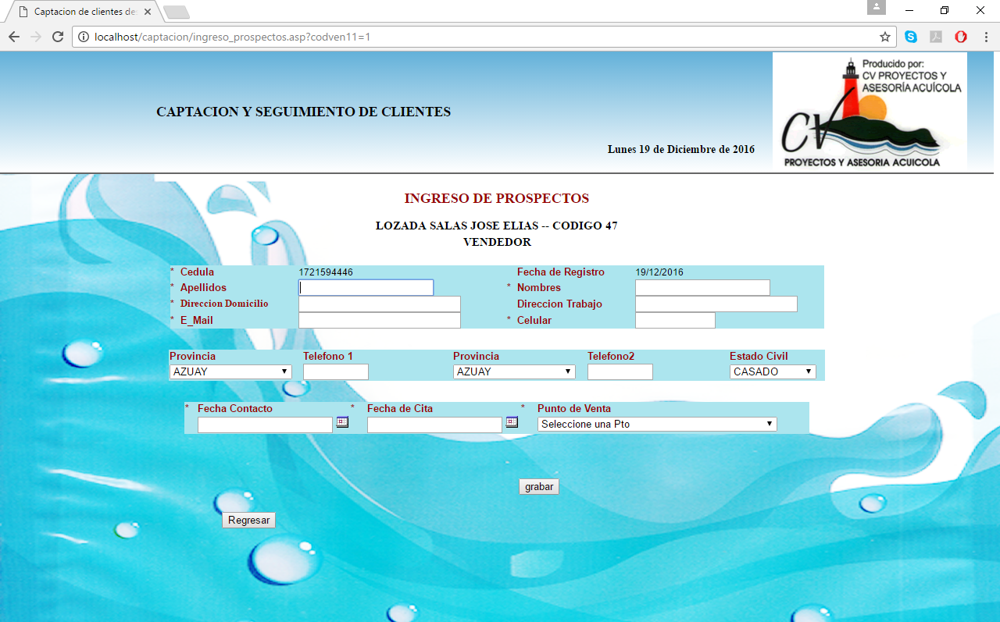 Captacion de clientes de
localhost/captacion/ingreso_prospectos.asp?codven11=1
Producido por:
CV PROYECTOS Y
ASESORÍA ACUÍCOLA
CV
PROYECTOS Y ASESORIA ACUICOLA
CAPTACION Y SEGUIMIENTO DE CLIENTES
Lunes 19 de Diciembre de 2016
INGRESO DE PROSPECTOS
LOZADA SALAS JOSE ELIAS -- CODIGO 47
VENDEDOR
* Cedula 1721594446 Fecha de Registro 19/12/2016
* Apellidos * Nombres
* Direccion Domicilio Direccion Trabajo
* E_Mail * Celular
Provincia Telefono 1 Provincia Telefono2 Estado Civil
AZUAY AZUAY CASADO
* Fecha Contacto * Fecha de Cita * Punto de Venta
Seleccione una Pto
grabar
Regresar